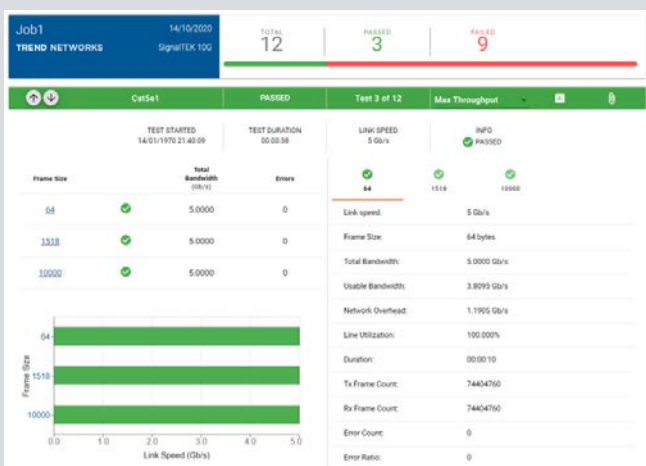 Job1 14/10/2020 TOTAL PASSED FAILED
TREND NETWORKS SignalTEK 10G 12 3 9
Cat5e1 PASSED Test 3 of 12 Max Throughput
TEST STARTED TEST DURATION LINK SPEED INFO
14/01/1970 21:40:09 00:00:38 5 Gb/s PASSED
Frame Size Total Bandwidth (Gb/s) Errors
64 5.0000 0
1518 5.0000 0
10000 5.0000 0
64 1518 10000
Link speed: 5 Gb/s
Frame Size: 64 bytes
Total Bandwidth: 5.0000 Gb/s
Usable Bandwidth: 3.8095 Gb/s
Network Overhead: 1.1905 Gb/s
Line Utilization: 100.000%
Duration: 00:00:10
Tx Frame Count: 74404760
Rx Frame Count: 74404760
Error Count: 0
Error Ratio: 0
Frame Size
64
1518
10000
0.0 1.0 2.0 3.0 4.0 5.0
Link Speed (Gb/s)